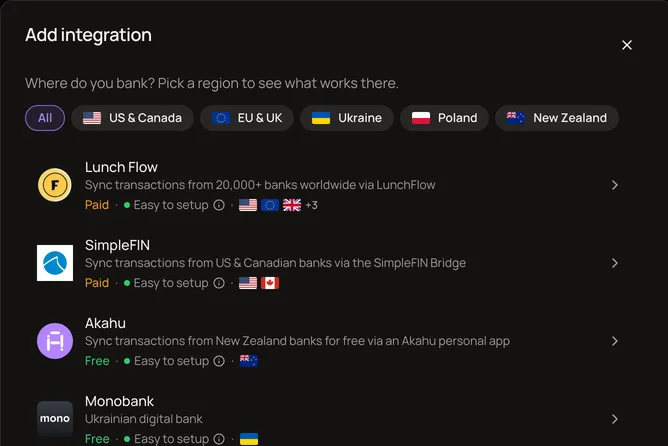 Add integration
Where do you bank? Pick a region to see what works there.
All US & Canada EU & UK Ukraine Poland New Zealand
Lunch Flow
Sync transactions from 20,000+ banks worldwide via LunchFlow
Paid · Easy to setup · +3
SimpleFIN
Sync transactions from US & Canadian banks via the SimpleFIN Bridge
Paid · Easy to setup ·
Akahu
Sync transactions from New Zealand banks for free via an Akahu personal app
Free · Easy to setup ·
Monobank
mono
Ukrainian digital bank
Free · Easy to setup ·